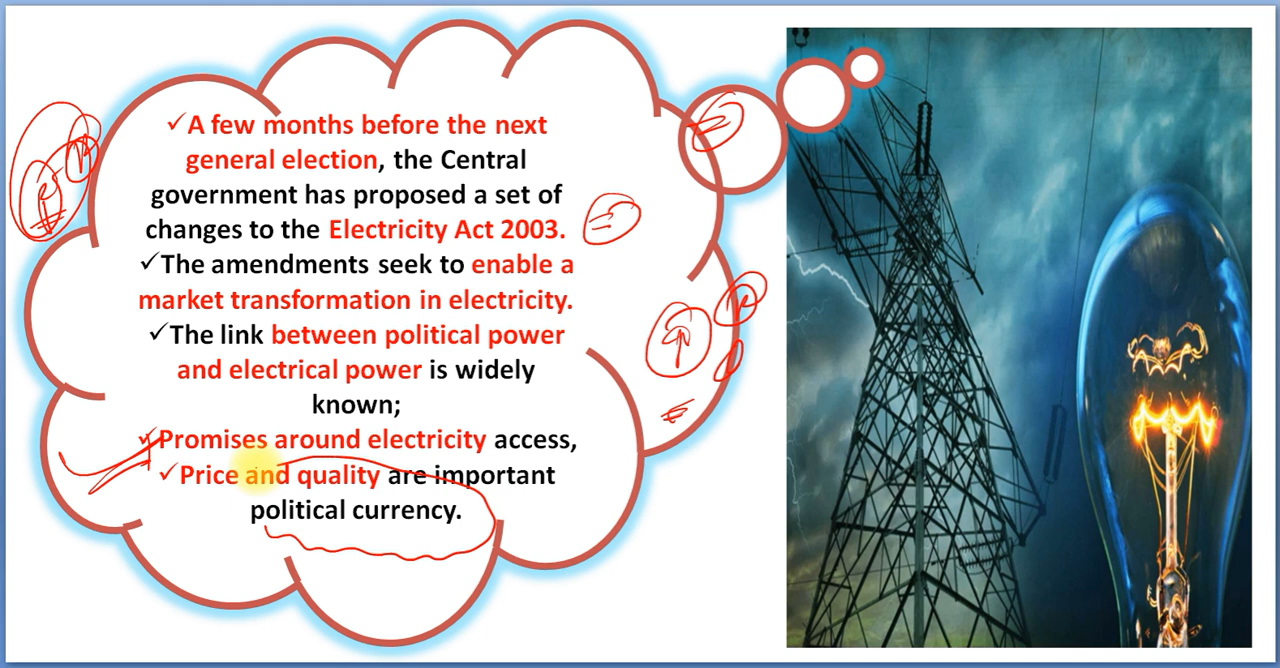 ✓A few months before the next
general election, the Central
government has proposed a set of
changes to the Electricity Act 2003.
✓The amendments seek to enable a
market transformation in electricity.
✓The link between political power
and electrical power is widely
known;
✓Promises around electricity access,
✓Price and quality are important
political currency.